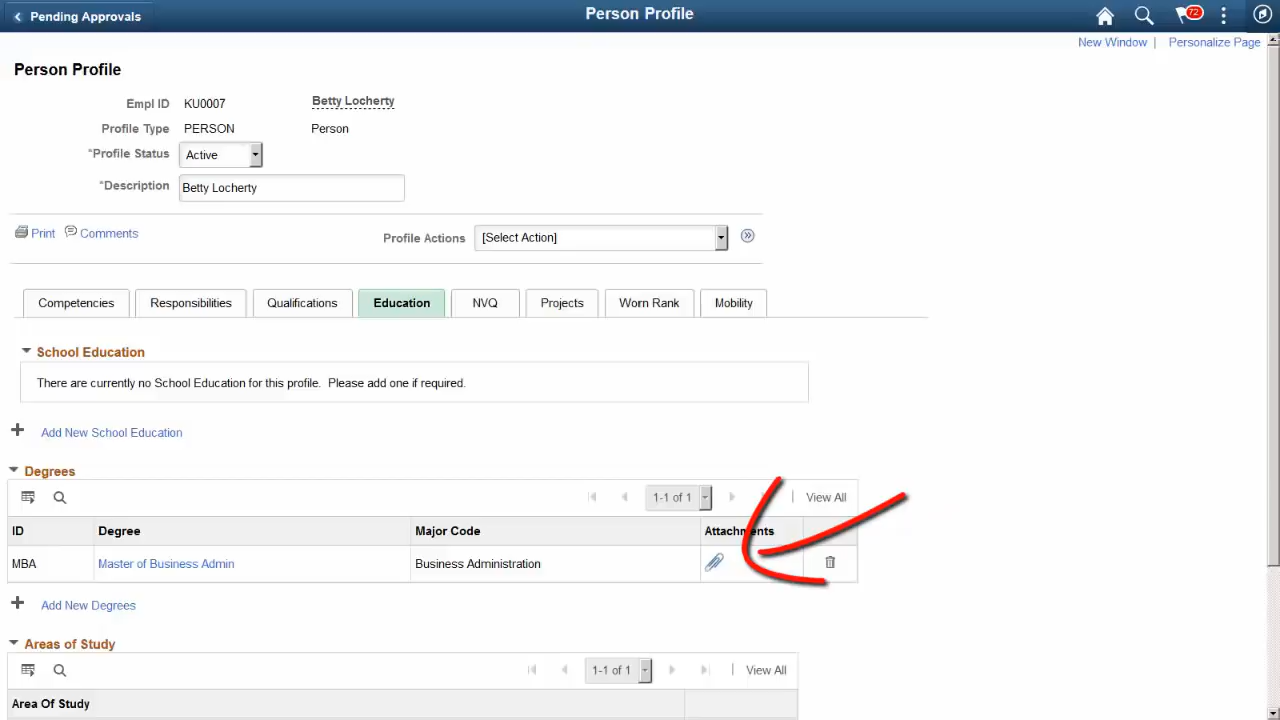 Pending Approvals
Person Profile
72
New Window | Personalize Page
Person Profile
Empl ID KU0007 Betty Locherty
Profile Type PERSON Person
*Profile Status Active
*Description Betty Locherty
Print Comments Profile Actions [Select Action]
Competencies Responsibilities Qualifications Education NVQ Projects Worn Rank Mobility
School Education
There are currently no School Education for this profile. Please add one if required.
Add New School Education
Degrees
1-1 of 1 | View All
ID Degree Major Code Attachments
MBA Master of Business Admin Business Administration
Add New Degrees
Areas of Study
1-1 of 1 | View All
Area Of Study